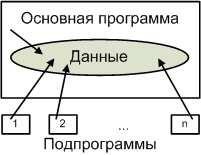 Основная программа
Данные
1 2 ... n
Подпрограммы